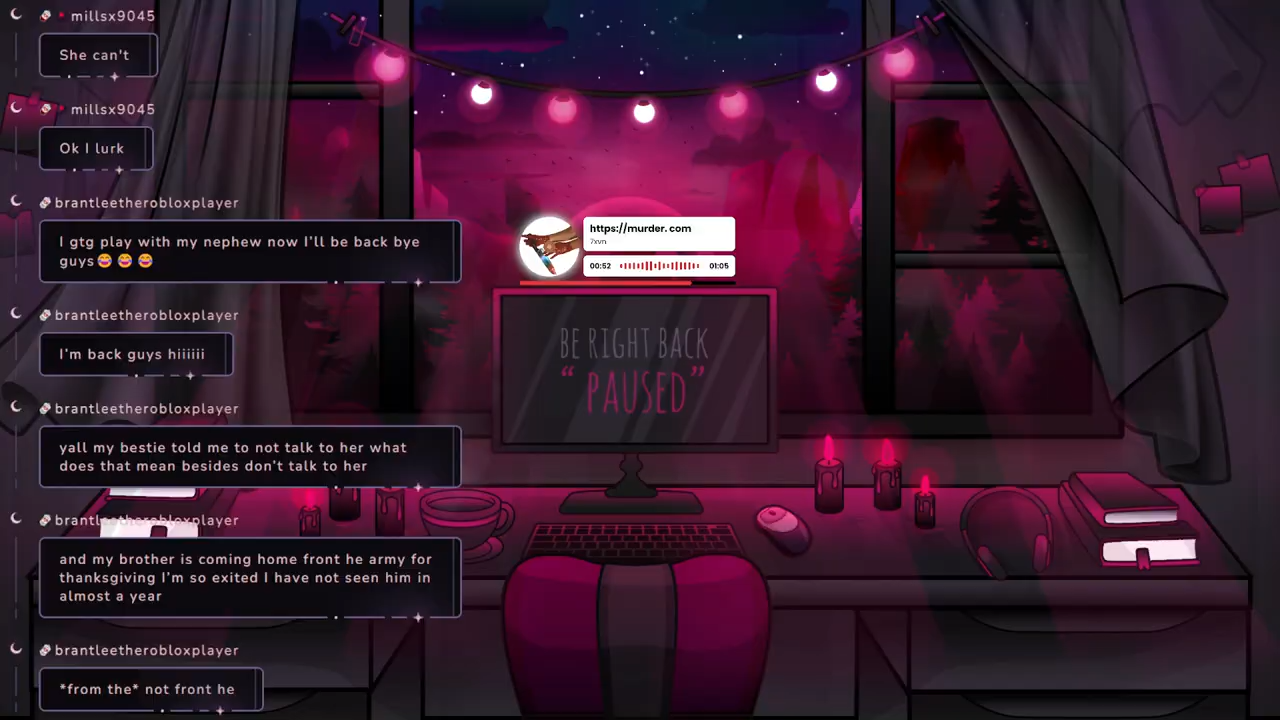 millsx9045
She can't
millsx9045
Ok I lurk
brantleetherobloxplayer
I gtg play with my nephew now I'll be back bye
guys😂 😂 😂
brantleetherobloxplayer
I'm back guys hiiiiii
brantleetherobloxplayer
yall my bestie told me to not talk to her what
does that mean besides don't talk to her
brantleetherobloxplayer
and my brother is coming home front he army for
thanksgiving I'm so exited I have not seen him in
almost a year
brantleetherobloxplayer
*from the* not front he
https://murder. com
7xvn
00:52 01:05
BE RIGHT BACK
“ PAUSED”